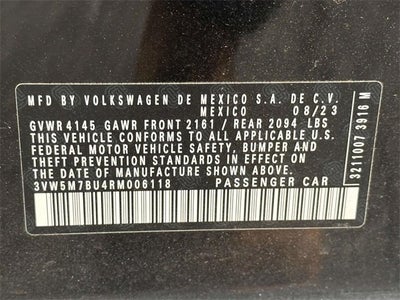 MFD BY VOLKSWAGEN DE MEXICO S.A. DE C.V.
MEXICO 08/23
GVWR 4145 GAWR FRONT 2161 / REAR 2094 LBS
THIS VEHICLE CONFORMS TO ALL APPLICABLE U.S.
FEDERAL MOTOR VEHICLE SAFETY, BUMPER, AND
THEFT PREVENTION STANDARDS IN EFFECT ON THE
DATE OF MANUFACTURE SHOWN ABOVE.
3VW5M7BU4RM006118 PASSENGER CAR
3211007 3916 M